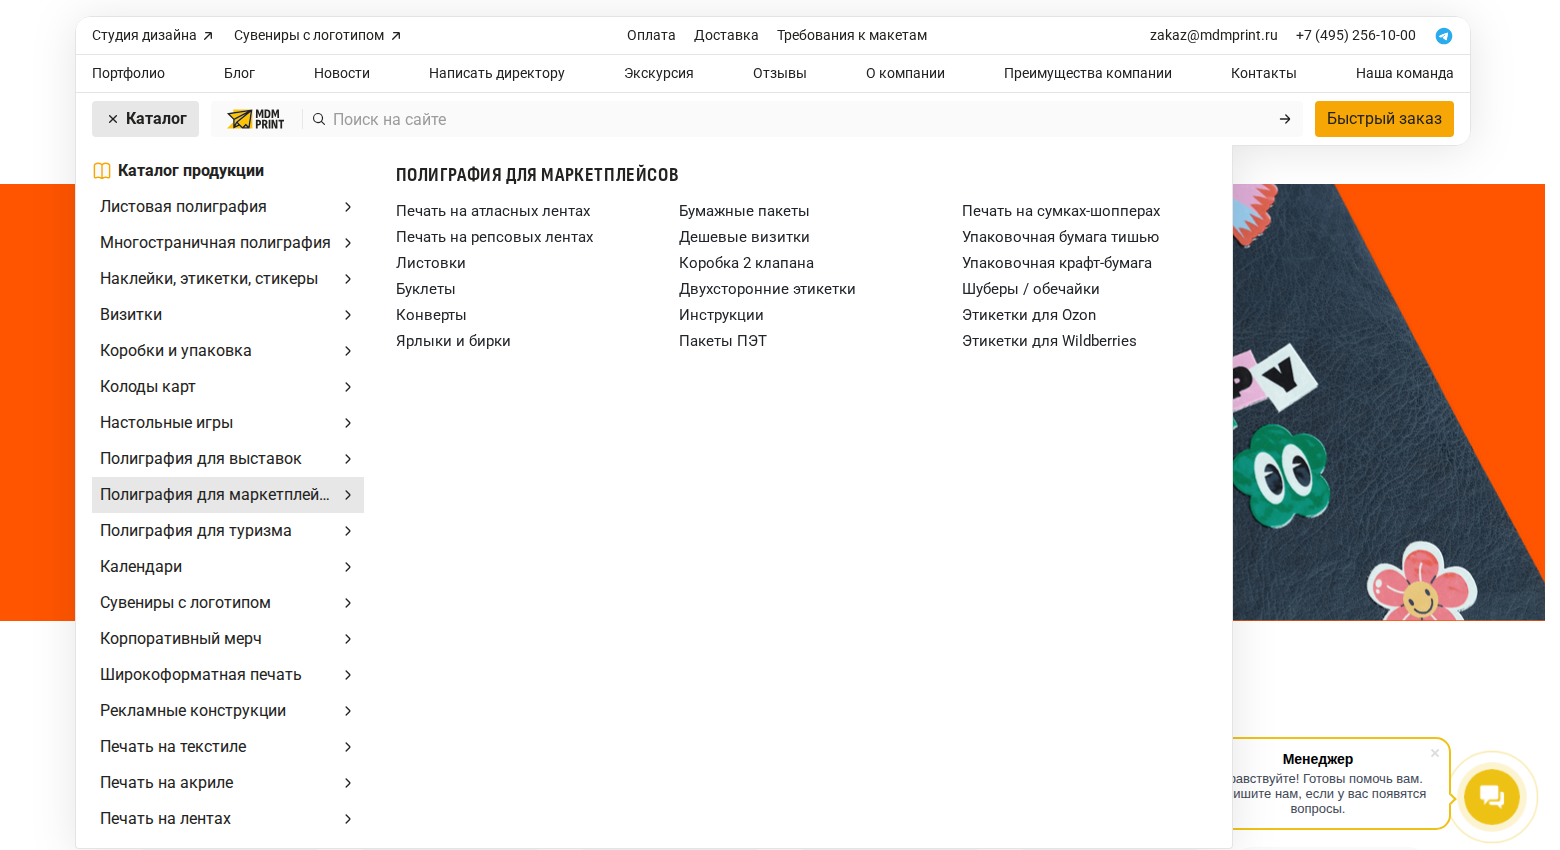 Студия дизайна
Сувениры с логотипом
Оплата
Доставка
Требования к макетам
zakaz@mdmprint.ru
+7 (495) 256-10-00
Портфолио
Блог
Новости
Написать директору
Экскурсия
Отзывы
О компании
Преимущества компании
Контакты
Наша команда
Каталог
MDM
PRINT
Поиск на сайте
Быстрый заказ
Каталог продукции
Листовая полиграфия
Многостраничная полиграфия
Наклейки, этикетки, стикеры
Визитки
Коробки и упаковка
Колоды карт
Настольные игры
Полиграфия для выставок
Полиграфия для маркетплей...
Полиграфия для туризма
Календари
Сувениры с логотипом
Корпоративный мерч
Широкоформатная печать
Рекламные конструкции
Печать на текстиле
Печать на акриле
Печать на лентах
ПОЛИГРАФИЯ ДЛЯ МАРКЕТПЛЕЙСОВ
Печать на атласных лентах
Печать на репсовых лентах
Листовки
Буклеты
Конверты
Ярлыки и бирки
Бумажные пакеты
Дешевые визитки
Коробка 2 клапана
Двухсторонние этикетки
Инструкции
Пакеты ПЭТ
Печать на сумках-шопперах
Упаковочная бумага тишью
Упаковочная крафт-бумага
Шуберы / обечайки
Этикетки для Ozon
Этикетки для Wildberries
PY
Менеджер
равствуйте! Готовы помочь вам.
ишите нам, если у вас появятся
вопросы.